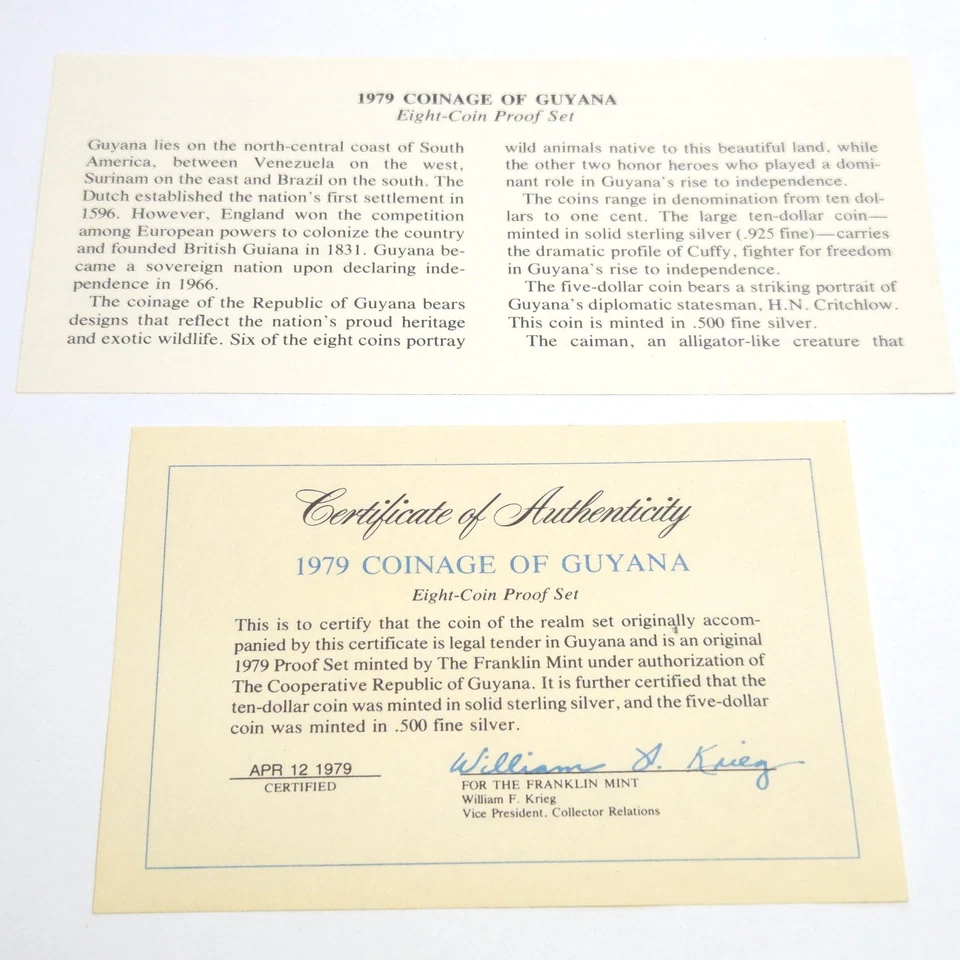 1979 COINAGE OF GUYANA
Eight-Coin Proof Set
Guyana lies on the north-central coast of South
America, between Venezuela on the west,
Surinam on the east and Brazil on the south. The
Dutch established the nation's first settlement in
1596. However, England won the competition
among European powers to colonize the country
and founded British Guiana in 1831. Guyana be-
came a sovereign nation upon declaring inde-
pendence in 1966.
The coinage of the Republic of Guyana bears
designs that reflect the nation's proud heritage
and exotic wildlife. Six of the eight coins portray
wild animals native to this beautiful land, while
the other two honor heroes who played a domi-
nant role in Guyana's rise to independence.
The coins range in denomination from ten dol-
lars to one cent. The large ten-dollar coin—
minted in solid sterling silver (.925 fine)—carries
the dramatic profile of Cuffy, fighter for freedom
in Guyana's rise to independence.
The five-dollar coin bears a striking portrait of
Guyana's diplomatic statesman, H.N. Critchlow.
This coin is minted in .500 fine silver.
The caiman, an alligator-like creature that
Certificate of Authenticity
1979 COINAGE OF GUYANA
Eight-Coin Proof Set
This is to certify that the coin of the realm set originally accom-
panied by this certificate is legal tender in Guyana and is an original
1979 Proof Set minted by The Franklin Mint under authorization of
The Cooperative Republic of Guyana. It is further certified that the
ten-dollar coin was minted in solid sterling silver, and the five-dollar
coin was minted in .500 fine silver.
APR 12 1979
CERTIFIED
William F. Krieg
FOR THE FRANKLIN MINT
William F. Krieg
Vice President, Collector Relations